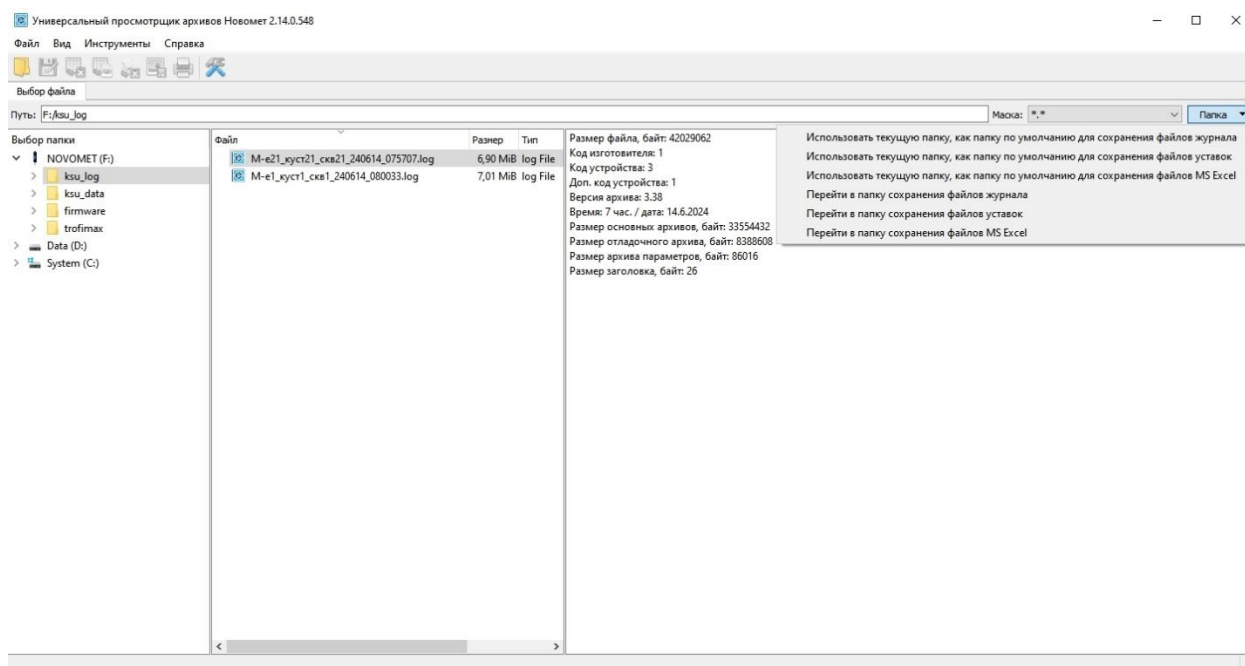 Универсальный просмотрщик архивов Новомет 2.14.0.548
Файл Вид Инструменты Справка
Выбор файла
Путь: F:/ksu_log Маска: *.* Папка
Выбор папки
NOVOMET (F:)
ksu_log
ksu_data
firmware
trofimax
Data (D:)
System (C:)
Файл Размер Тип
М-е21_куст21_скв21_240614_075707.log 6,90 MiB log File
М-е1_куст1_скв1_240614_080033.log 7,01 MiB log File
Размер файла, байт: 42029062
Код изготовителя: 1
Код устройства: 3
Доп. код устройства: 1
Версия архива: 3.38
Время: 7 час. / дата: 14.6.2024
Размер основных архивов, байт: 33554432
Размер отладочного архива, байт: 8388608
Размер архива параметров, байт: 86016
Размер заголовка, байт: 26
Использовать текущую папку, как папку по умолчанию для сохранения файлов журнала
Использовать текущую папку, как папку по умолчанию для сохранения файлов уставок
Использовать текущую папку, как папку по умолчанию для сохранения файлов MS Excel
Перейти в папку сохранения файлов журнала
Перейти в папку сохранения файлов уставок
Перейти в папку сохранения файлов MS Excel